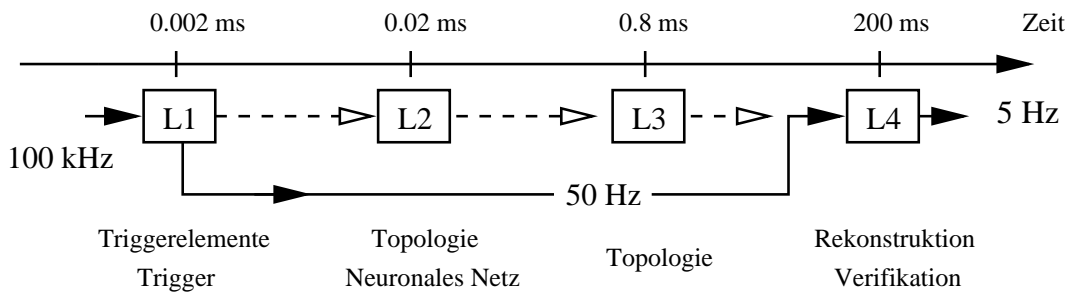 0.002 ms 0.02 ms 0.8 ms 200 ms Zeit
L1 L2 L3 L4 5 Hz
100 kHz
50 Hz
Triggerelemente
Trigger
Topologie
Neuronales Netz
Topologie
Rekonstruktion
Verifikation